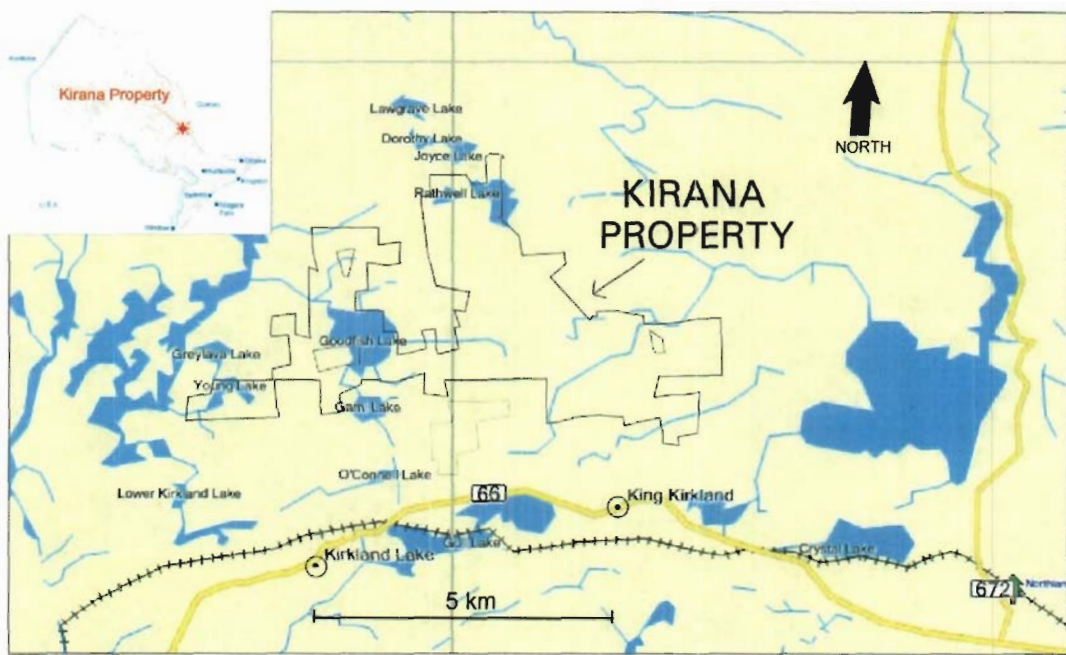 Kirana Property
Quebec
U.S.A.
Ottawa
Kingston
Niagara
Falls
Windsor
Lawgrave Lake
Dorothy Lake
Joyce Lake
Rathwell Lake
NORTH
KIRANA
PROPERTY
Goodfish Lake
Greylava Lake
Young Lake
Gam Lake
O'Connell Lake
Lower Kirkland Lake
66
King Kirkland
Lake
Kirkland Lake
Crystal Lake
672
5 km